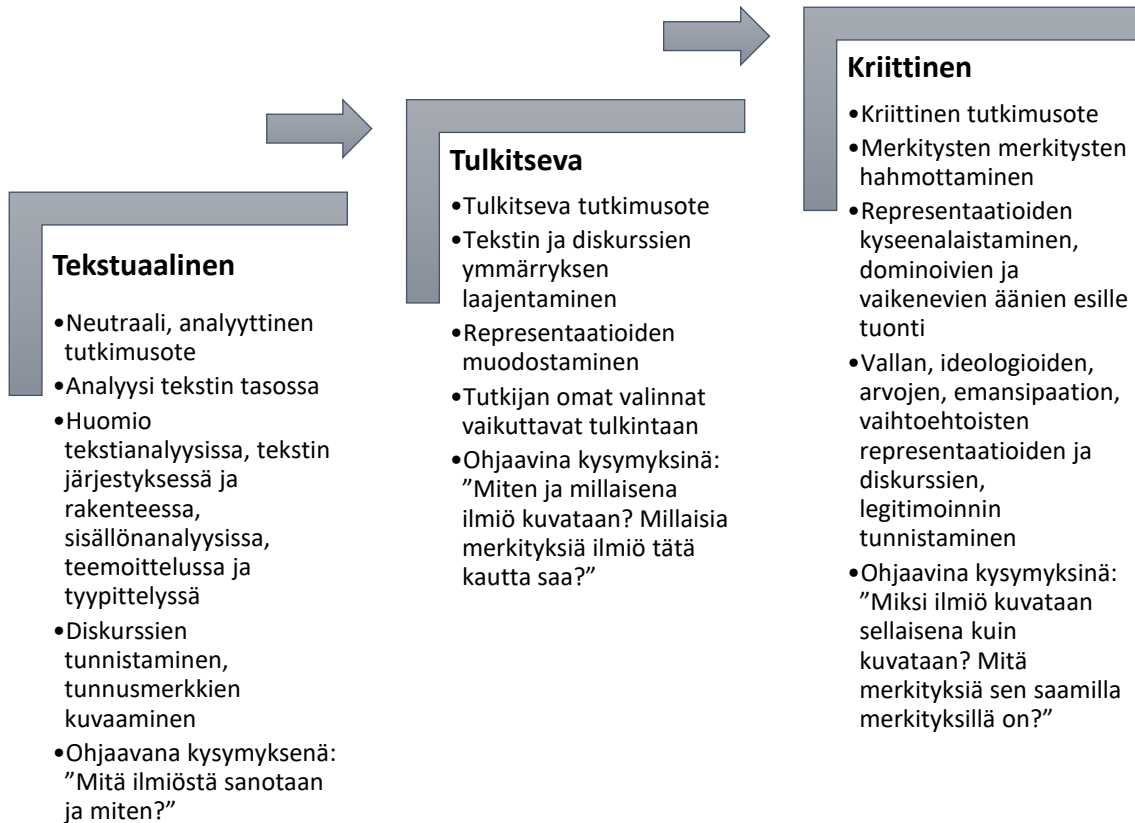 Tekstuaalinen
•Neutraali, analyyttinen
tutkimusote
•Analyysi tekstin tasossa
•Huomio
tekstianalyysissa, tekstin
järjestyksessä ja
rakenteessa,
sisällönanalyysissa,
teemoittelussa ja
tyypittelyssä
•Diskurssien
tunnistaminen,
tunnusmerkkien
kuvaaminen
•Ohjaavana kysymyksenä:
”Mitä ilmiöstä sanotaan
ja miten?”
Tulkitseva
•Tulkitseva tutkimusote
•Tekstin ja diskurssien
ymmärryksen
laajentaminen
•Representaatioiden
muodostaminen
•Tutkijan omat valinnat
vaikuttavat tulkintaan
•Ohjaavina kysymyksinä:
”Miten ja millaisena
ilmiö kuvataan? Millaisia
merkityksiä ilmiö tätä
kautta saa?”
Kriittinen
•Kriittinen tutkimusote
•Merkitysten merkitysten
hahmottaminen
•Representaatioiden
kyseenalaistaminen,
dominoivien ja
vaikenevien äänien esille
tuonti
•Vallan, ideologioiden,
arvojen, emansipaation,
vaihtoehtoisten
representaatioiden ja
diskurssien,
legitimoinnin
tunnistaminen
•Ohjaavina kysymyksinä:
”Miksi ilmiö kuvataan
sellaisena kuin
kuvataan? Mitä
merkityksiä sen saamilla
merkityksillä on?”